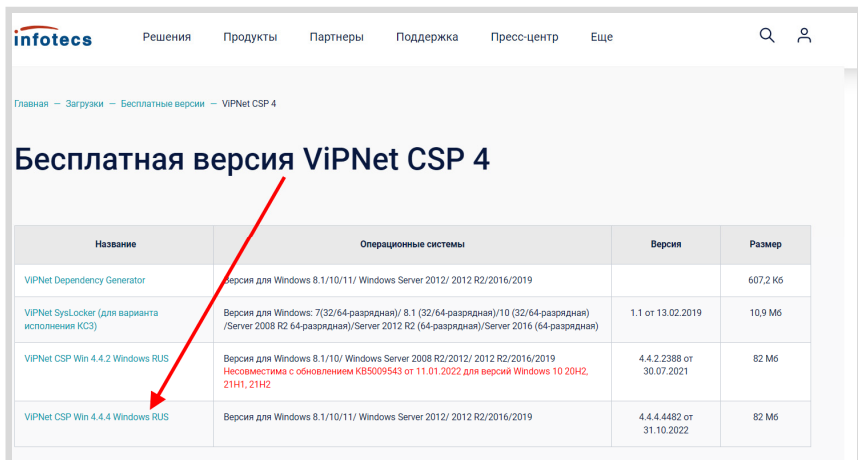 infotecs Решения Продукты Партнеры Поддержка Пресс-центр Еще
Главная — Загрузки — Бесплатные версии — ViPNet CSP 4
Бесплатная версия ViPNet CSP 4
Название Операционные системы Версия Размер
ViPNet Dependency Generator Версия для Windows 8.1/10/11/ Windows Server 2012/ 2012 R2/2016/2019 607,2 Кб
ViPNet SysLocker (для варианта исполнения КС3) Версия для Windows: 7(32/64-разрядная)/ 8.1 (32/64-разрядная)/10 (32/64-разрядная) 1.1 от 13.02.2019 10,9 Мб
/Server 2008 R2 64-разрядная)/Server 2012 R2 (64-разрядная)/Server 2016 (64-разрядная)
ViPNet CSP Win 4.4.2 Windows RUS Версия для Windows 8.1/10/ Windows Server 2008 R2/2012/ 2012 R2/2016/2019 4.4.2.2388 от 82 Мб
Несовместима с обновлением KB5009543 от 11.01.2022 для версий Windows 10 20H2, 30.07.2021
21H1, 21H2
ViPNet CSP Win 4.4.4 Windows RUS Версия для Windows 8.1/10/11/ Windows Server 2012/ 2012 R2/2016/2019 4.4.4.4482 от 82 Мб
31.10.2022